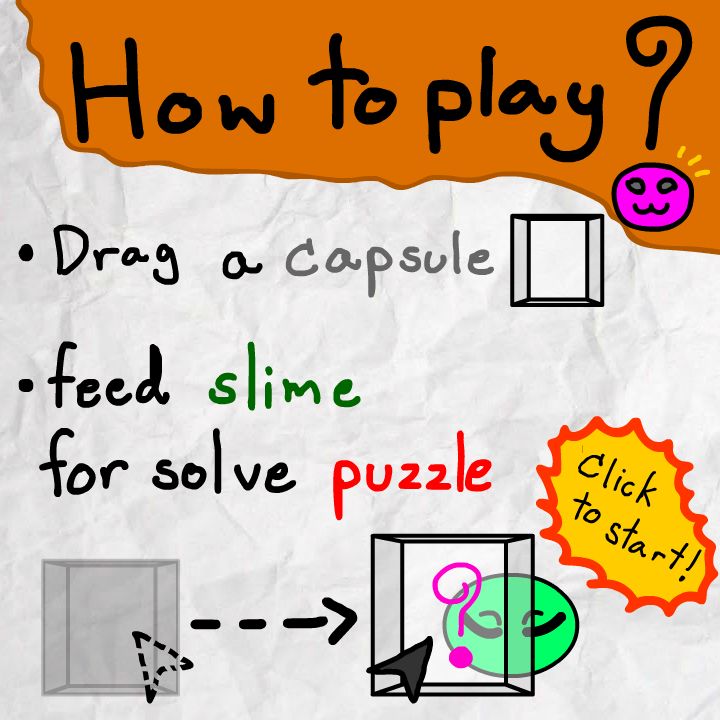 How to play?
• Drag a capsule
• feed slime
for solve puzzle
Click
to start!
?